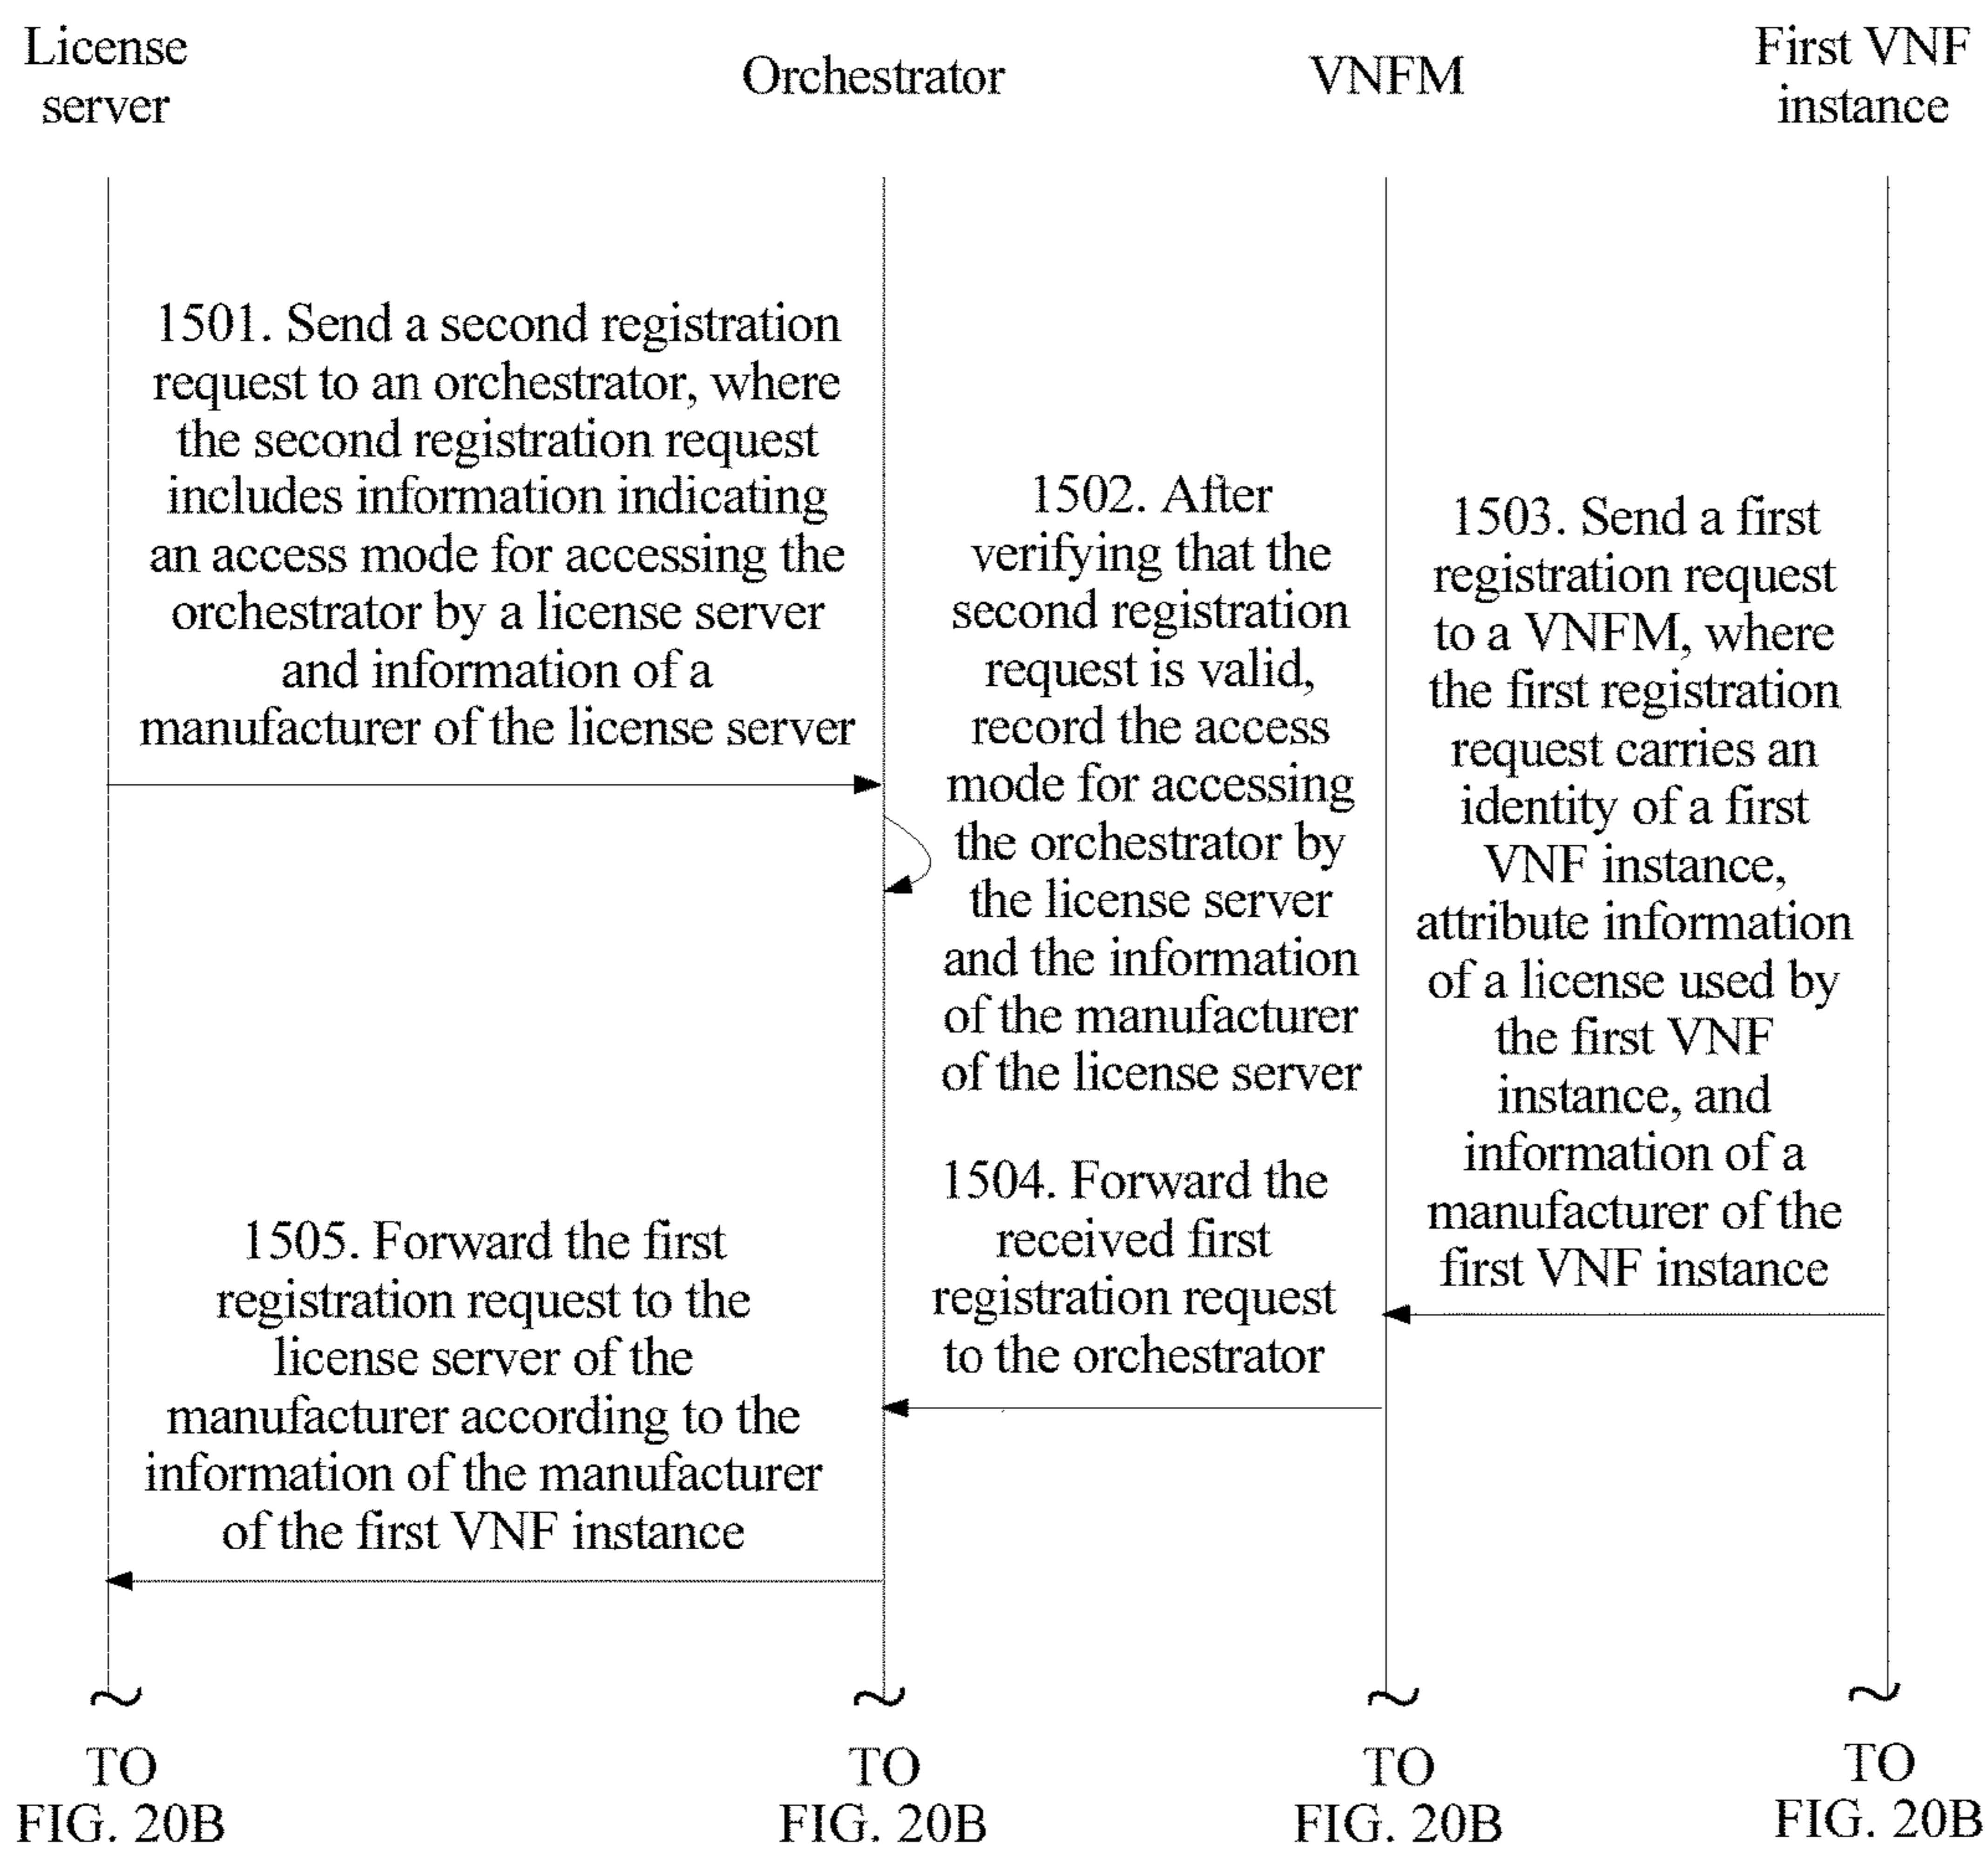 License
server
Orchestrator
VNFM
First VNF
instance
1501. Send a second registration
request to an orchestrator, where
the second registration request
includes information indicating
an access mode for accessing the
orchestrator by a license server
and information of a
manufacturer of the license server
1502. After
verifying that the
second registration
request is valid,
record the access
mode for accessing
the orchestrator by
the license server
and the information
of the manufacturer
of the license server
1503. Send a first
registration request
to a VNFM, where
the first registration
request carries an
identity of a first
VNF instance,
attribute information
of a license used by
the first VNF
instance, and
information of a
manufacturer of the
first VNF instance
1504. Forward the
received first
registration request
to the orchestrator
1505. Forward the first
registration request to the
license server of the
manufacturer according to the
information of the manufacturer
of the first VNF instance
TO
FIG. 20B
TO
FIG. 20B
TO
FIG. 20B
TO
FIG. 20B